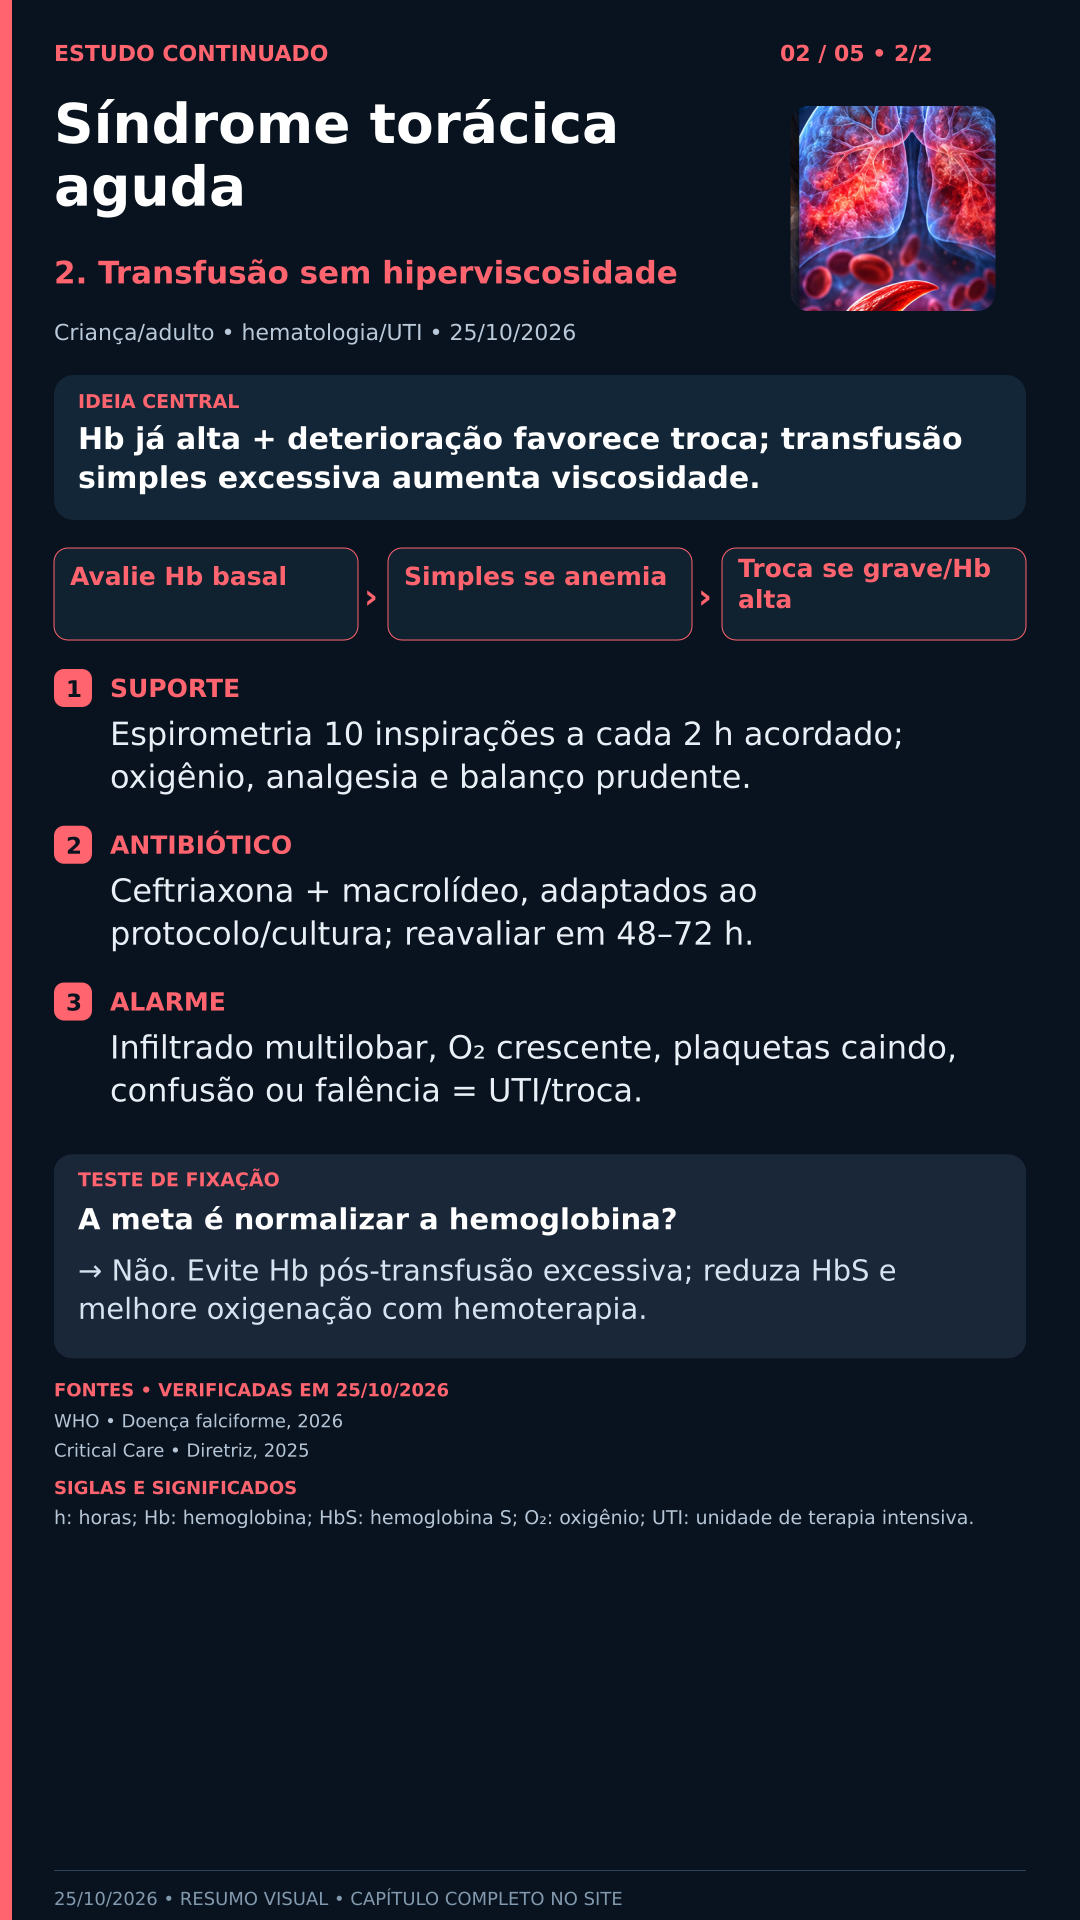 ESTUDO CONTINUADO
02 / 05 • 2/2
Síndrome torácica
aguda
2. Transfusão sem hiperviscosidade
Criança/adulto • hematologia/UTI • 25/10/2026
IDEIA CENTRAL
Hb já alta + deterioração favorece troca; transfusão
simples excessiva aumenta viscosidade.
Avalie Hb basal
›
Simples se anemia
›
Troca se grave/Hb
alta
1 SUPORTE
Espirometria 10 inspirações a cada 2 h acordado;
oxigênio, analgesia e balanço prudente.
2 ANTIBIÓTICO
Ceftriaxona + macrolídeo, adaptados ao
protocolo/cultura; reavaliar em 48–72 h.
3 ALARME
Infiltrado multilobar, O₂ crescente, plaquetas caindo,
confusão ou falência = UTI/troca.
TESTE DE FIXAÇÃO
A meta é normalizar a hemoglobina?
→ Não. Evite Hb pós-transfusão excessiva; reduza HbS e
melhore oxigenação com hemoterapia.
FONTES • VERIFICADAS EM 25/10/2026
WHO • Doença falciforme, 2026
Critical Care • Diretriz, 2025
SIGLAS E SIGNIFICADOS
h: horas; Hb: hemoglobina; HbS: hemoglobina S; O₂: oxigênio; UTI: unidade de terapia intensiva.
25/10/2026 • RESUMO VISUAL • CAPÍTULO COMPLETO NO SITE